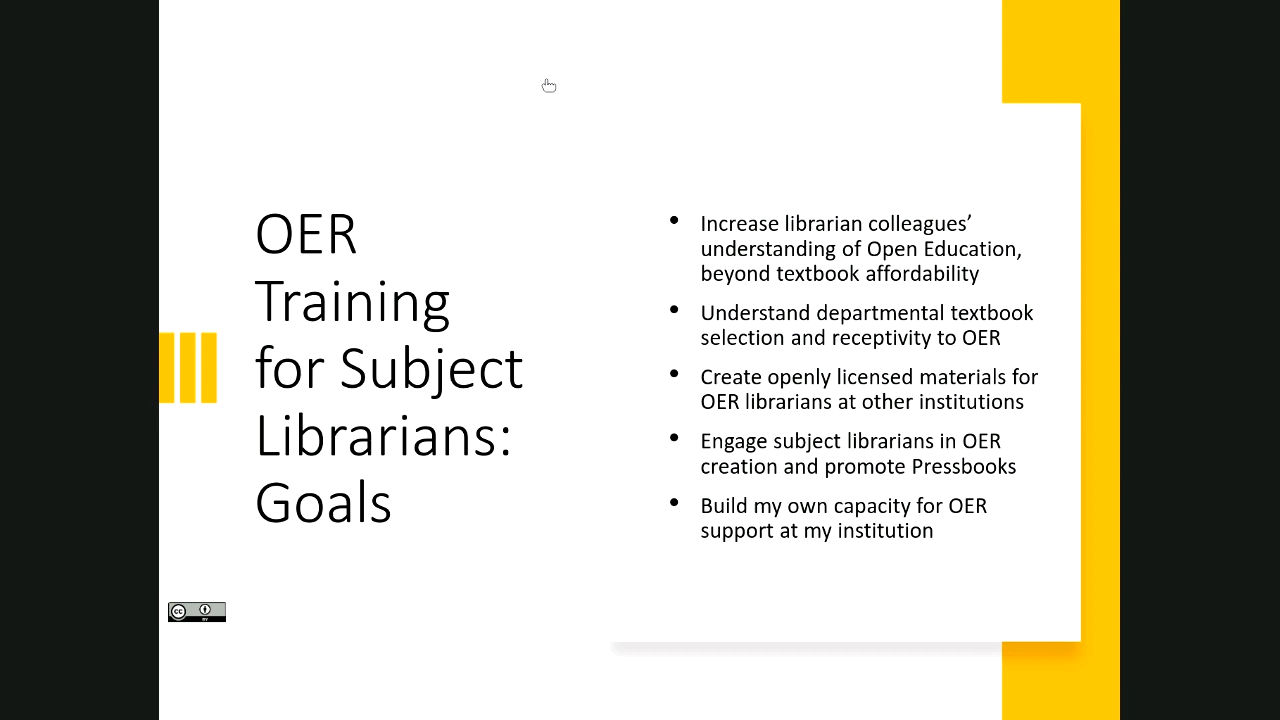 OER
Training
for Subject
Librarians:
Goals
• Increase librarian colleagues’
understanding of Open Education,
beyond textbook affordability
• Understand departmental textbook
selection and receptivity to OER
• Create openly licensed materials for
OER librarians at other institutions
• Engage subject librarians in OER
creation and promote Pressbooks
• Build my own capacity for OER
support at my institution
cc
BY